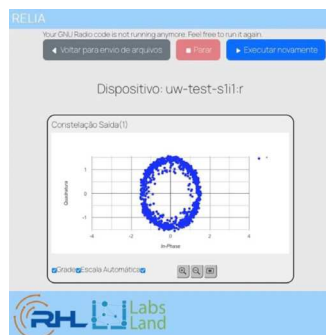 RELIA
Your GNU Radio code is not running anymore. Feel free to run it again.
Voltar para envio de arquivos
Parar
Executar novamente
Dispositivo: uw-test-s1i1:r
Constelação Saída(1)
Quadrature
1
0
-1
-4
-2
0
2
4
In-Phase
Grade
Escala Automática
RHL
Labs
Land